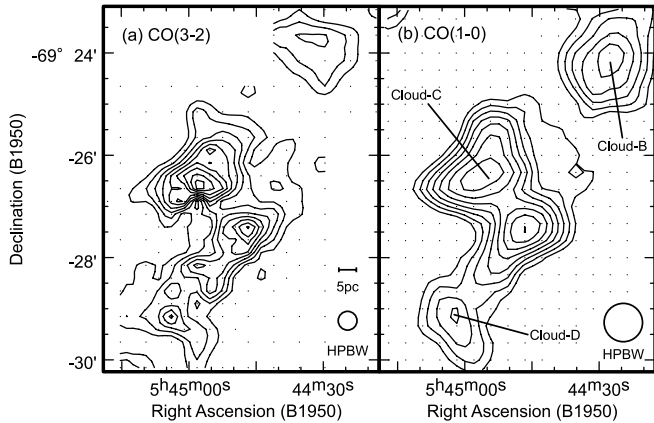 (a) CO(3-2)
(b) CO(1-0)
-69° 24'
-26'
-28'
-30'
Declination (B1950)
5pc
HPBW
Cloud-C
Cloud-B
Cloud-D
HPBW
5h45m00s
44m30s
5h45m00s
44m30s
Right Ascension (B1950)
Right Ascension (B1950)